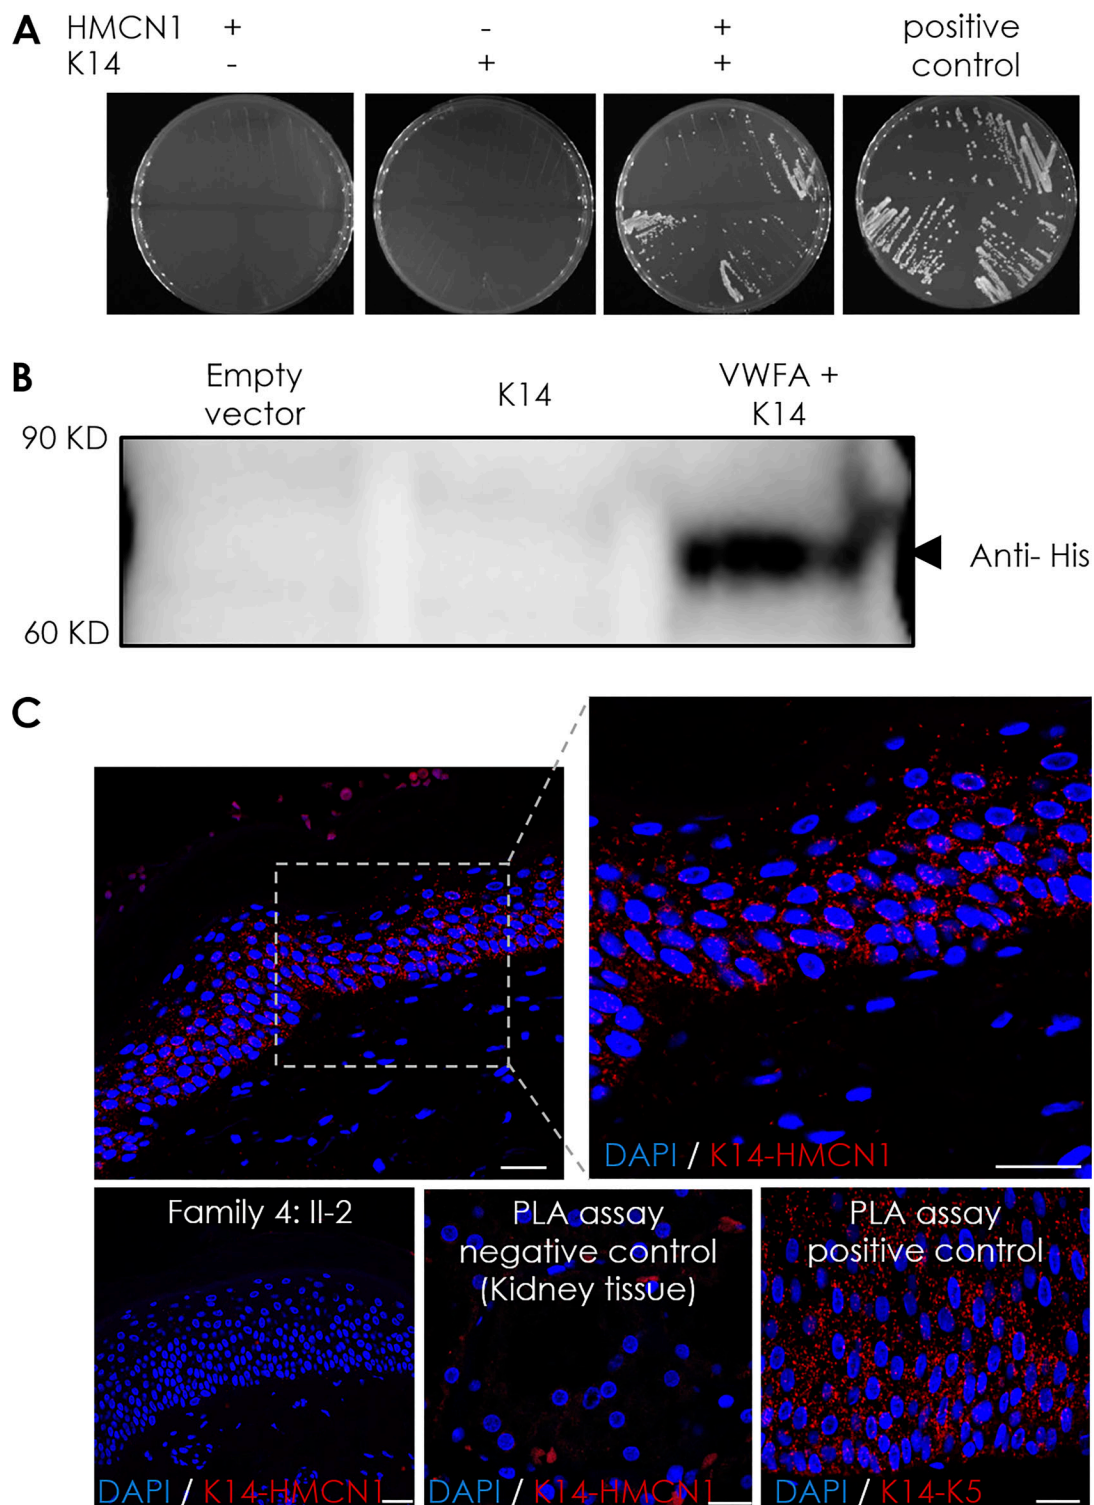 A
HMCN1 + - + positive
K14 - + + control
B
Empty vector
K14
VWFA + K14
90 KD
60 KD
Anti- His
C
DAPI / K14-HMCN1
Family 4: II-2
DAPI / K14-HMCN1
PLA assay
negative control
(Kidney tissue)
DAPI / K14-HMCN1
PLA assay
positive control
DAPI / K14-K5